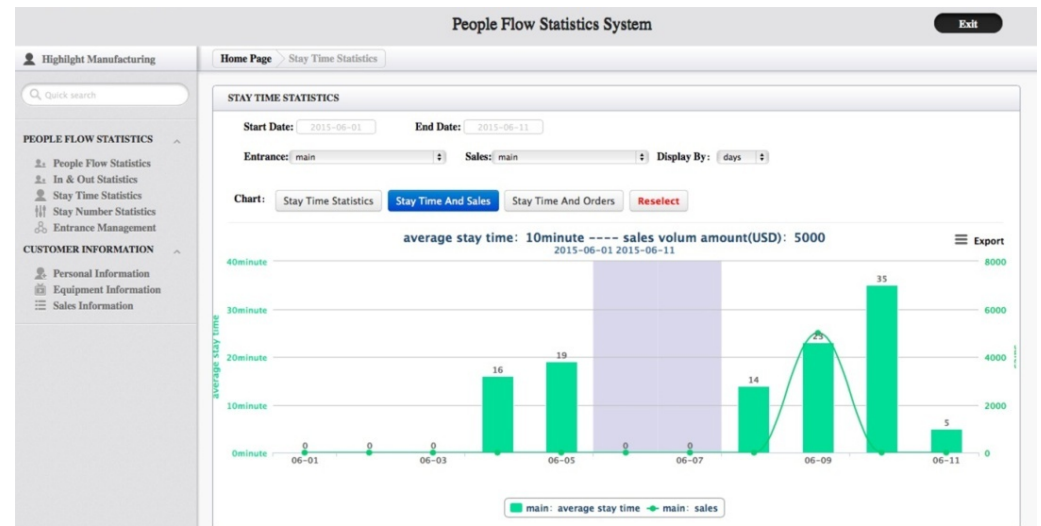 People Flow Statistics System
Exit
Highlight Manufacturing
Home Page
Stay Time Statistics
Quick search
PEOPLE FLOW STATISTICS
People Flow Statistics
In & Out Statistics
Stay Time Statistics
Stay Number Statistics
Entrance Management
CUSTOMER INFORMATION
Personal Information
Equipment Information
Sales Information
STAY TIME STATISTICS
Start Date: 2015-06-01 End Date: 2015-06-11
Entrance: main Sales: main Display By: days
Chart: Stay Time Statistics Stay Time And Sales Stay Time And Orders Reselect
average stay time: 10minute ---- sales volum amount(USD): 5000
2015-06-01 2015-06-11
Export
40minute 8000
35
30minute 6000
average stay time
23
20minute 4000
19
16
14
10minute 2000
5
0 0 0 0 0
0minute 0
06-01 06-03 06-05 06-07 06-09 06-11
main: average stay time main: sales